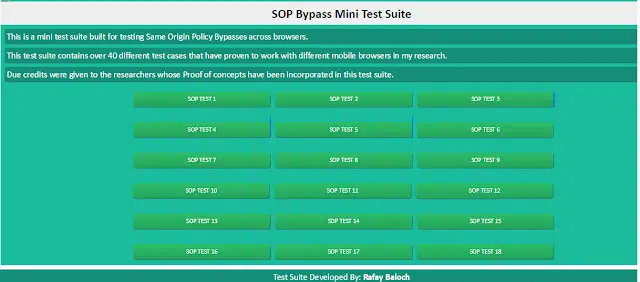 SOP Bypass Mini Test Suite
This is a mini test suite built for testing Same Origin Policy Bypasses across browsers.
This test suite contains over 40 different test cases that have proven to work with different mobile browsers in my research.
Due credits were given to the researchers whose Proof of concepts have been incorporated in this test suite.
SOP TEST 1 SOP TEST 2 SOP TEST 3
SOP TEST 4 SOP TEST 5 SOP TEST 6
SOP TEST 7 SOP TEST 8 SOP TEST 9
SOP TEST 10 SOP TEST 11 SOP TEST 12
SOP TEST 13 SOP TEST 14 SOP TEST 15
SOP TEST 16 SOP TEST 17 SOP TEST 18
Test Suite Developed By: Rafay Baloch